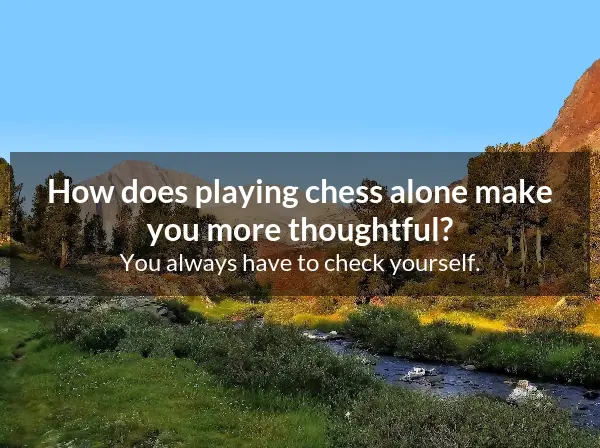 How does playing chess alone make
you more thoughtful?
You always have to check yourself.